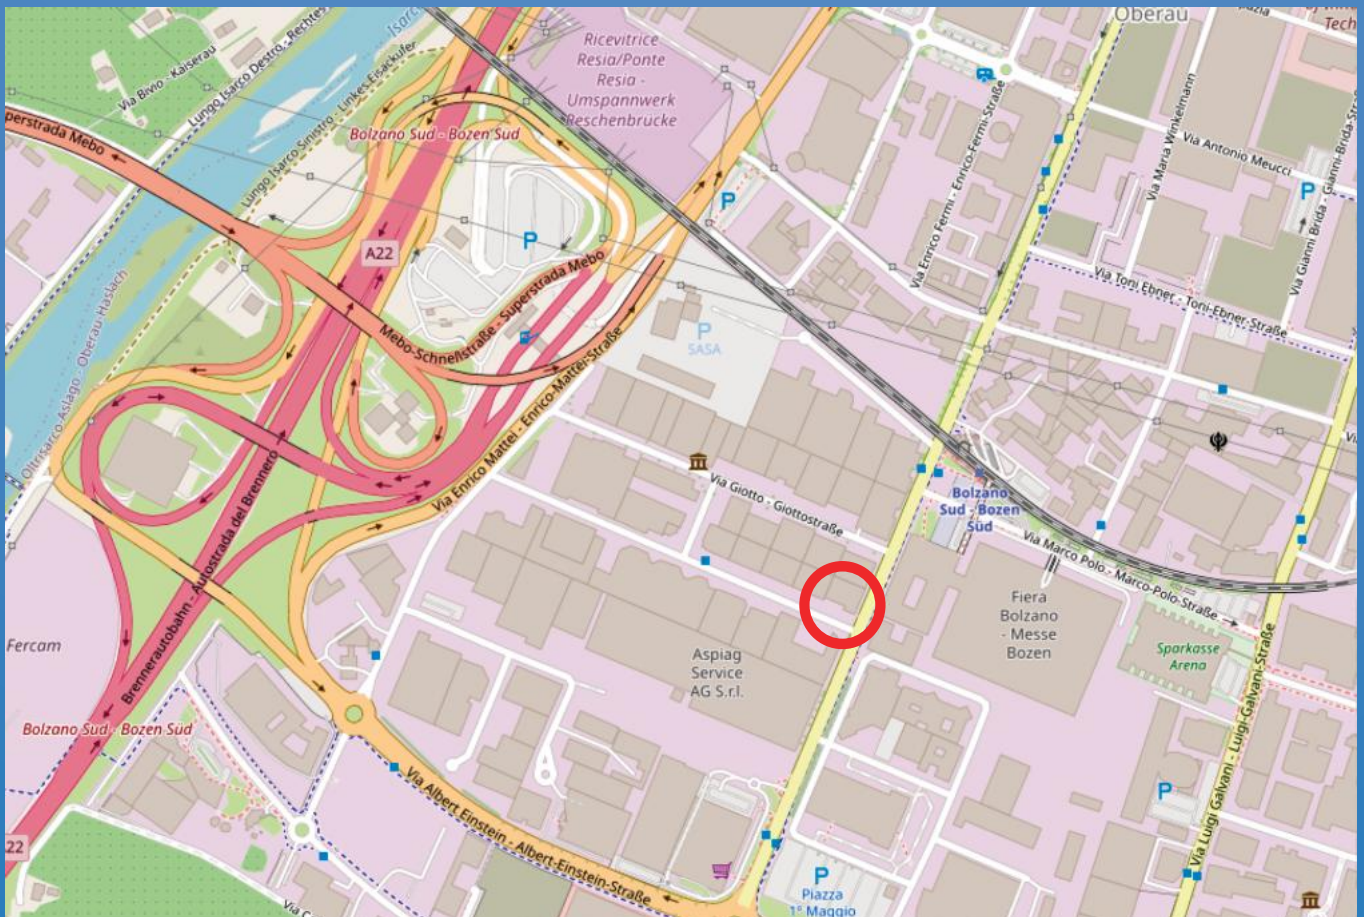 Oberau
Tech
Ricevitrice
Resia/Ponte
Resia -
Umspannwerk
Reschenbrücke
Via Bivio - Kaiserau
Lungo Isarco Destro - Rechtes
Lungo Isarco Sinistro - Linkes-Eisackufer
Isarco
perstrada Mebo
Bolzano Sud - Bozen Süd
A22
P
P
P
Via Enrico Fermi - Enrico-Fermi-Straße
Via Maria Winkelmann
Via Antonio Meucci
Via Gianni Brida - Gianni-Brida-Straße
Via Toni Ebner - Toni-Ebner-Straße
Oltrisarco-Aslago - Oberau-Haslach
Mebo-Schnellstraße - Superstrada Mebo
P
SASA
Via Enrico Mattei - Enrico-Mattei-Straße
Brennerautobahn - Autostrada del Brennero
Via Giotto - Giottostraße
Bolzano
Sud - Bozen
Süd
Via Marco Polo - Marco-Polo-Straße
Fiera
Bolzano
- Messe
Bozen
Sparkasse
Arena
Aspiag
Service
AG S.r.l.
Fercam
Bolzano Sud - Bozen Süd
Via Luigi Galvani - Luigi-Galvani-Straße
Via Albert Einstein - Albert-Einstein-Straße
22
P
P
Piazza
1° Maggio